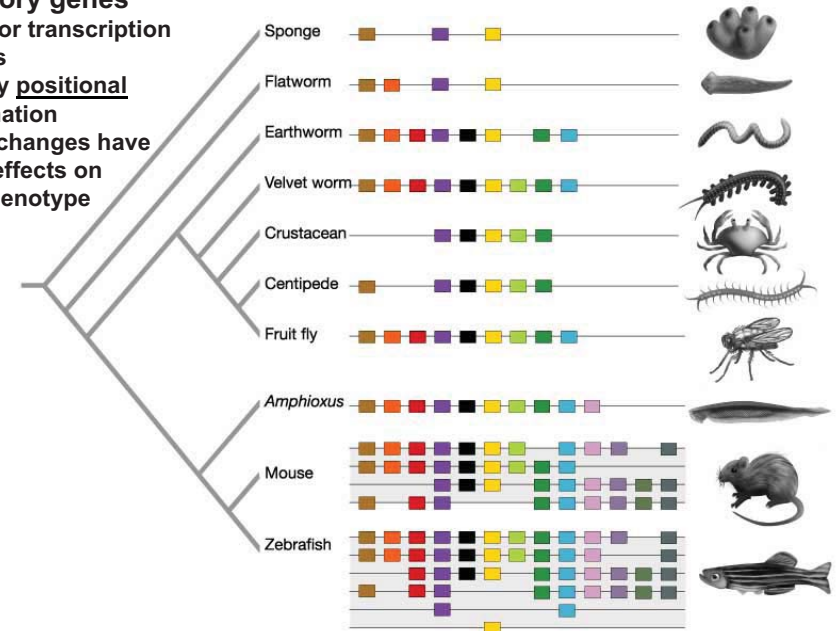 ory genes
or transcription
s
y positional
nation
changes have
effects on
enotype
Sponge
Flatworm
Earthworm
Velvet worm
Crustacean
Centipede
Fruit fly
Amphioxus
Mouse
Zebrafish